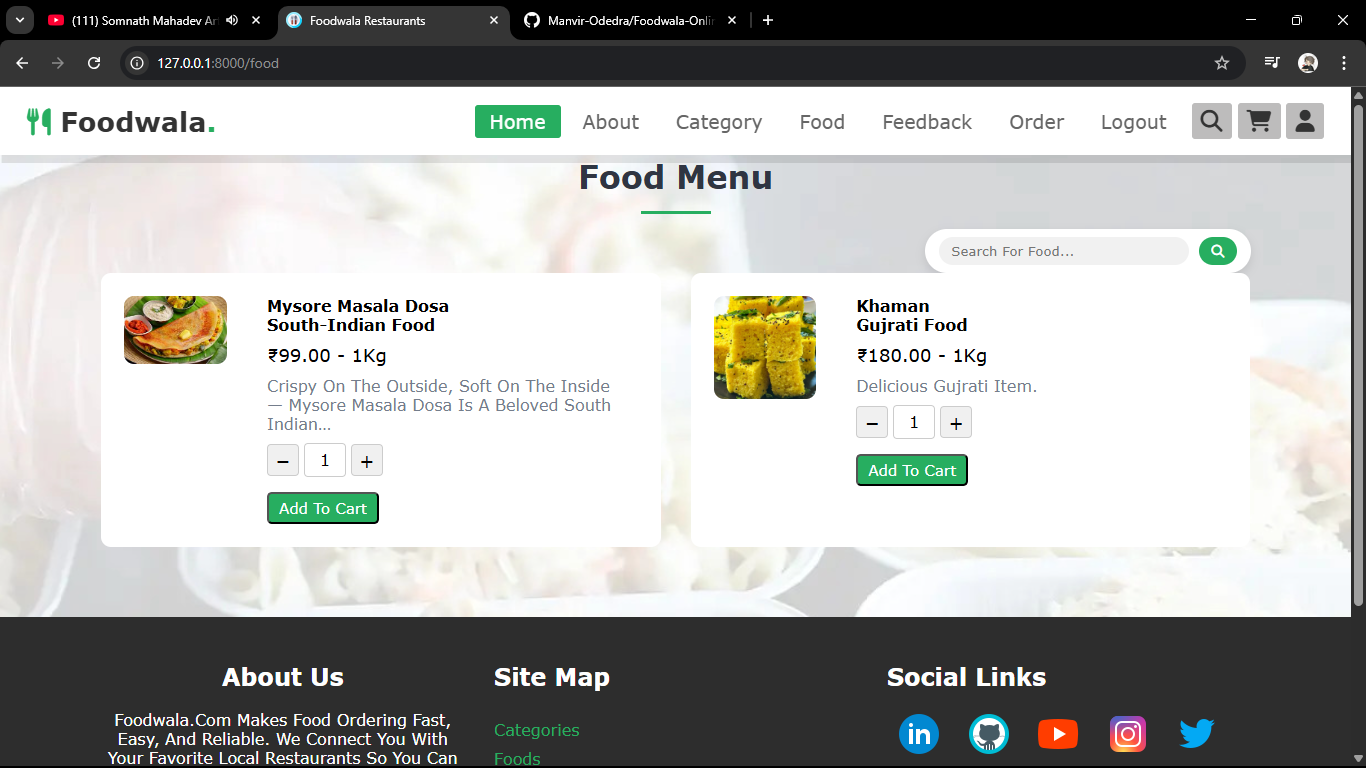 (111) Somnath Mahadev Ar
Foodwala Restaurants
Manvir-Odedra/Foodwala-Onli
127.0.0.1:8000/food
Foodwala.
Home
About
Category
Food
Feedback
Order
Logout
Food Menu
Search For Food...
Mysore Masala Dosa
South-Indian Food
₹99.00 - 1Kg
Crispy On The Outside, Soft On The Inside
— Mysore Masala Dosa Is A Beloved South
Indian...
− 1 +
Add To Cart
Khaman
Gujrati Food
₹180.00 - 1Kg
Delicious Gujrati Item.
− 1 +
Add To Cart
About Us
Foodwala.Com Makes Food Ordering Fast,
Easy, And Reliable. We Connect You With
Your Favorite Local Restaurants So You Can
Site Map
Categories
Foods
Social Links
in